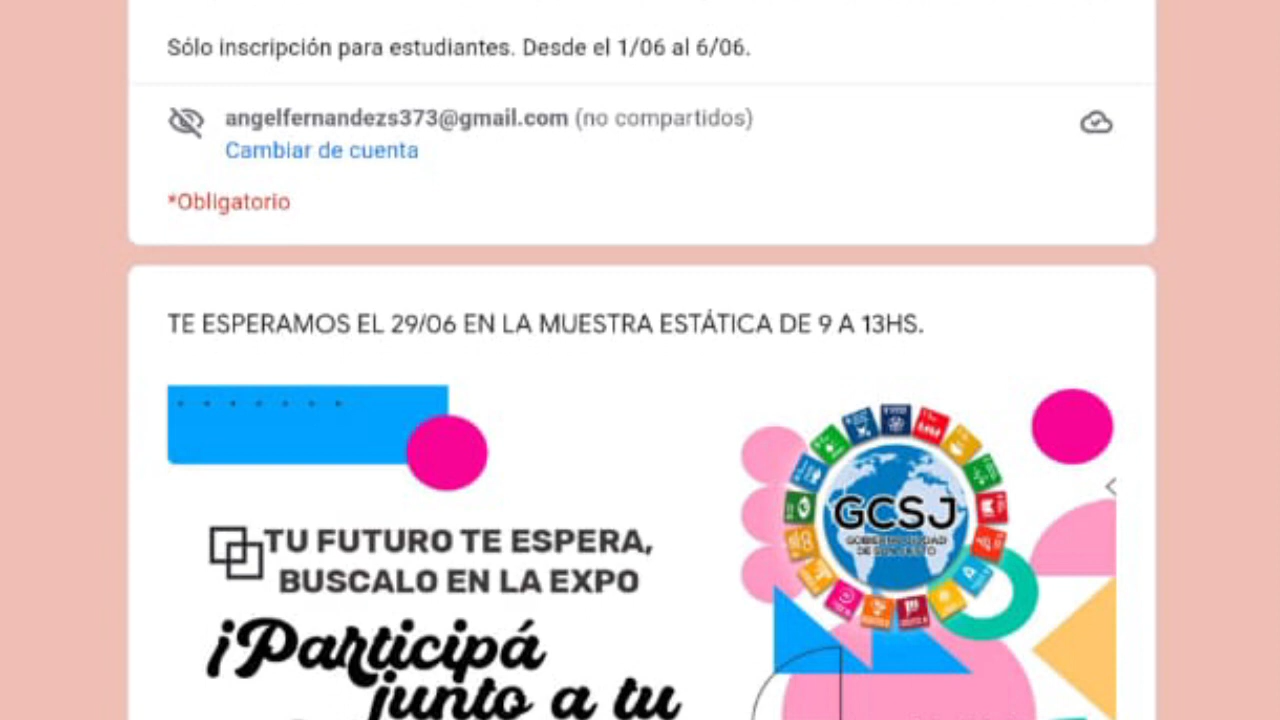 Sólo inscripción para estudiantes. Desde el 1/06 al 6/06.
angelfernandezs373@gmail.com (no compartidos)
Cambiar de cuenta
*Obligatorio
TE ESPERAMOS EL 29/06 EN LA MUESTRA ESTÁTICA DE 9 A 13HS.
GCSJ
TU FUTURO TE ESPERA,
BUSCALO EN LA EXPO
¡Participá
junto a tu